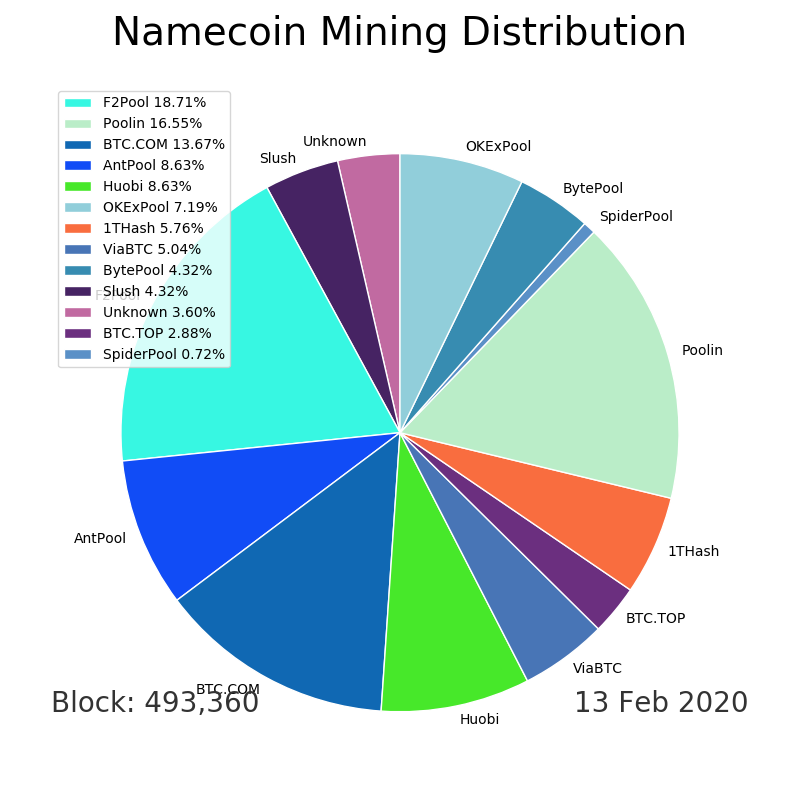 Namecoin Mining Distribution
F2Pool 18.71%
Poolin 16.55%
BTC.COM 13.67%
AntPool 8.63%
Huobi 8.63%
OKExPool 7.19%
1THash 5.76%
ViaBTC 5.04%
BytePool 4.32%
Slush 4.32%
Unknown 3.60%
BTC.TOP 2.88%
SpiderPool 0.72%
Unknown
Slush
OKExPool
BytePool
SpiderPool
F2Pool
Poolin
AntPool
1THash
BTC.TOP
ViaBTC
BTC.COM
Huobi
Block: 493,360
13 Feb 2020